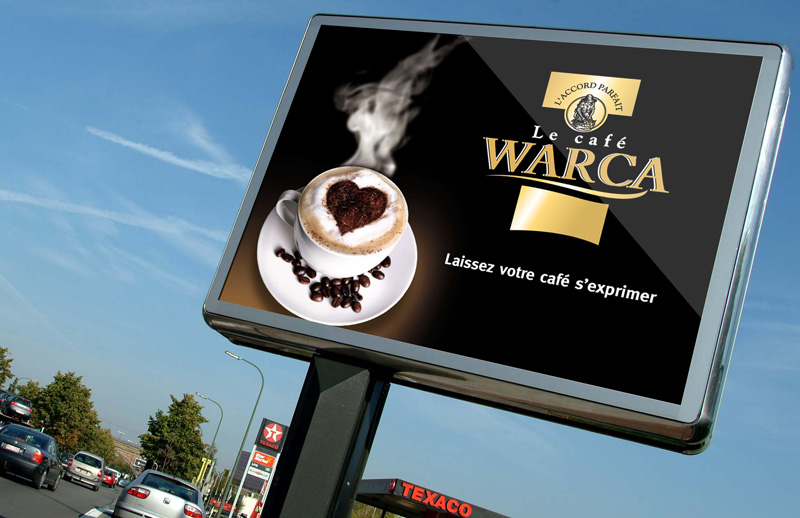 L'ACCORD PARFAIT
Le café
WARCA
Laissez votre café s'exprimer
TEXACO